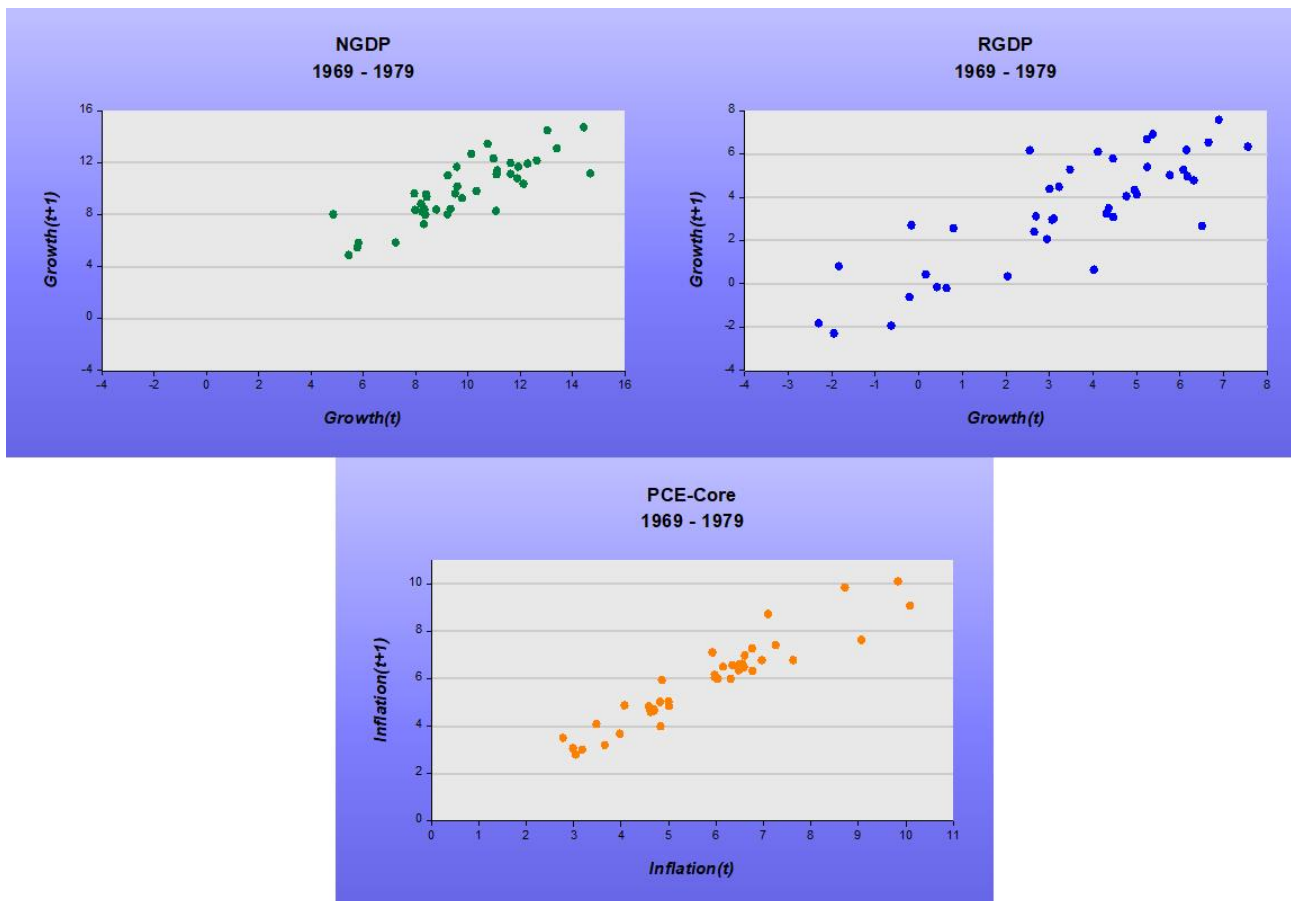 NGDP
1969 - 1979
16
12
8
4
0
-4
-4 -2 0 2 4 6 8 10 12 14 16
Growth(t+1)
Growth(t)
RGDP
1969 - 1979
8
6
4
2
0
-2
-4
-4 -3 -2 -1 0 1 2 3 4 5 6 7 8
Growth(t+1)
Growth(t)
PCE-Core
1969 - 1979
10
8
6
4
2
0
0 1 2 3 4 5 6 7 8 9 10 11
Inflation(t+1)
Inflation(t)